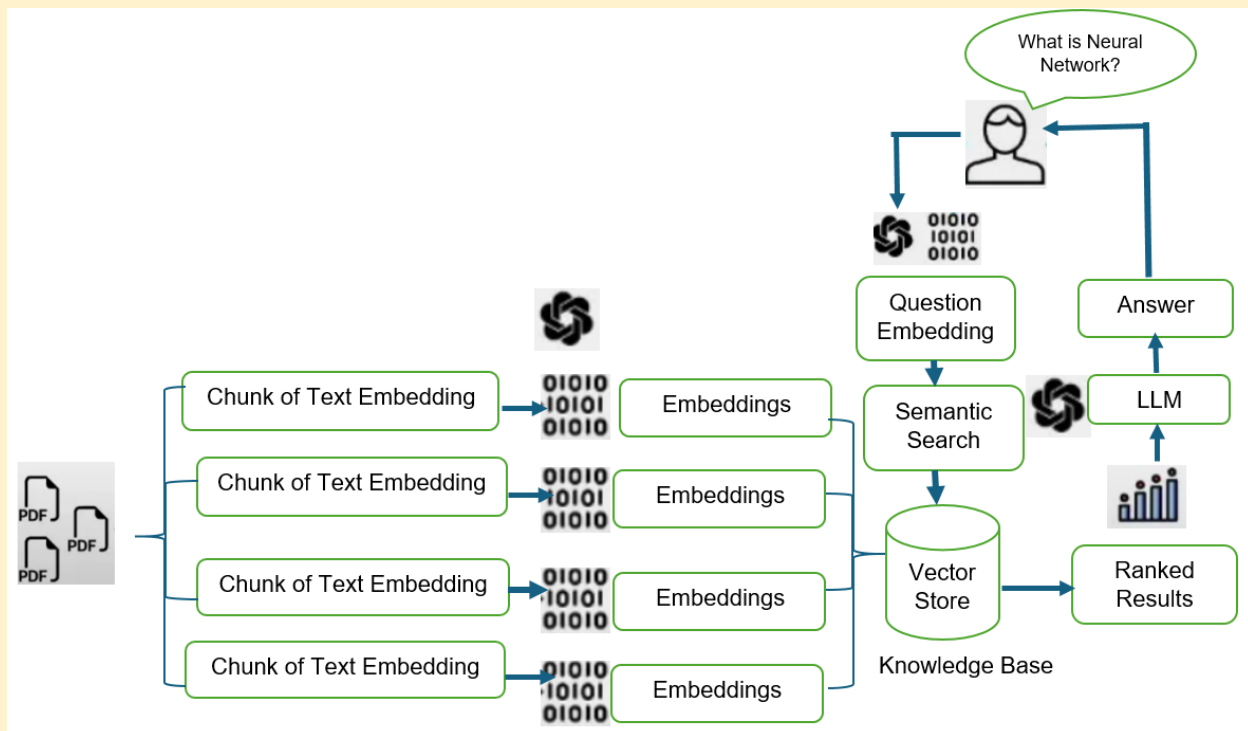 What is Neural
Network?
01010
10101
01010
Question
Embedding
Answer
Chunk of Text Embedding
01010
10101
01010
Embeddings
Semantic
Search
LLM
PDF
PDF
PDF
Chunk of Text Embedding
01010
10101
01010
Embeddings
Vector
Store
Ranked
Results
Chunk of Text Embedding
01010
10101
01010
Embeddings
Knowledge Base
Chunk of Text Embedding
01010
10101
01010
Embeddings